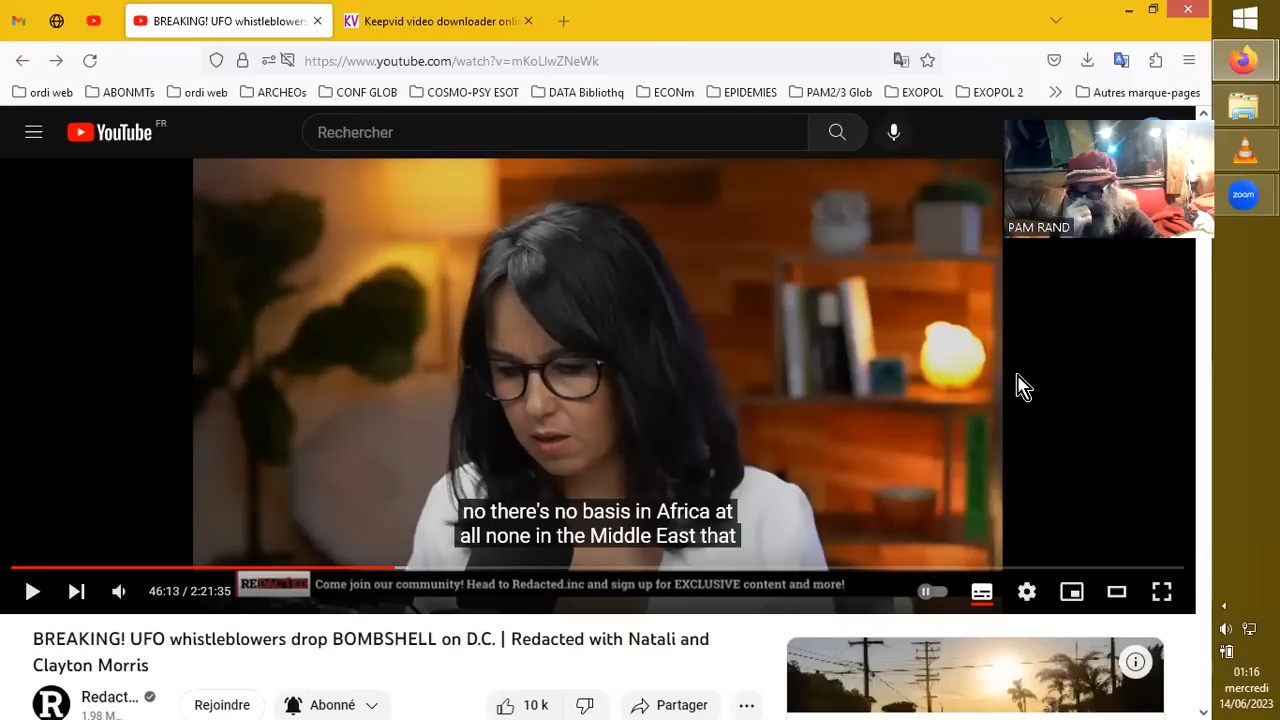 BREAKING! UFO whistleblowers
Keepvid video downloader onli
https://www.youtube.com/watch?v=mKoLlwZNeWk
ordi web
ABONMTs
ordi web
ARCHEOs
CONF GLOB
COSMO-PSY ESOT
DATA Bibliothq
ECONm
EPIDEMIES
PAM2/3 Glob
EXOPOL
EXOPOL 2
Autres marque-pages
YouTube FR
Rechercher
PAM RAND
zoom
no there's no basis in Africa at
all none in the Middle East that
46:13 / 2:21:35
REDACTED
Come join our community! Head to Redacted.inc and sign up for EXCLUSIVE content and more!
BREAKING! UFO whistleblowers drop BOMBSHELL on D.C. | Redacted with Natali and
Clayton Morris
R
Redact...
1.98 M...
Rejoindre
Abonné
10 k
Partager
01:16
mercredi
14/06/2023